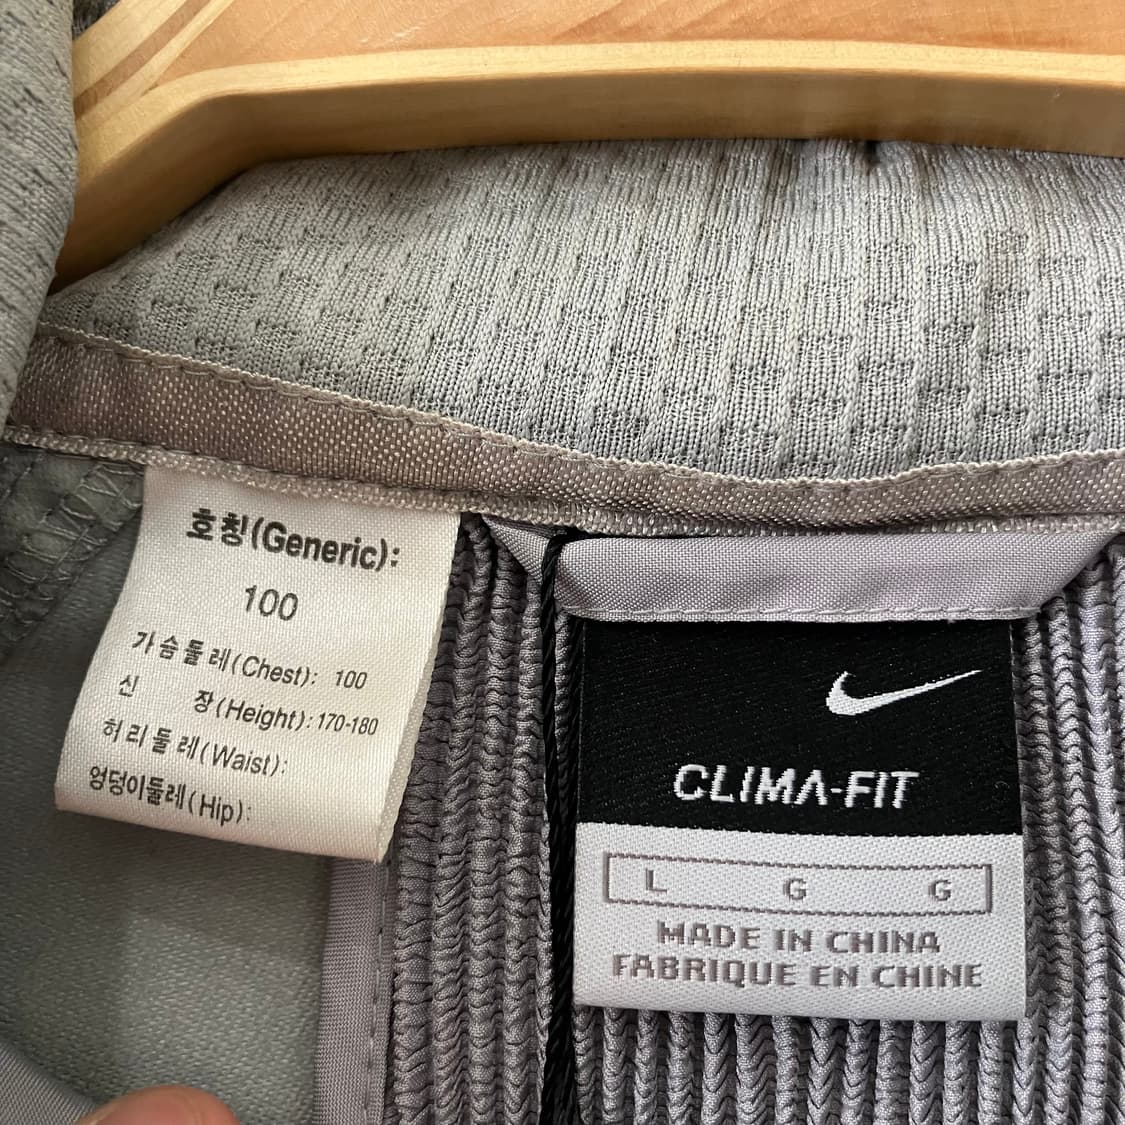 호칭(Generic):
100
가슴둘레(Chest): 100
신 장(Height): 170-180
허리둘레(Waist):
엉덩이둘레(Hip):
CLIMA-FIT
L G G
MADE IN CHINA
FABRIQUE EN CHINE